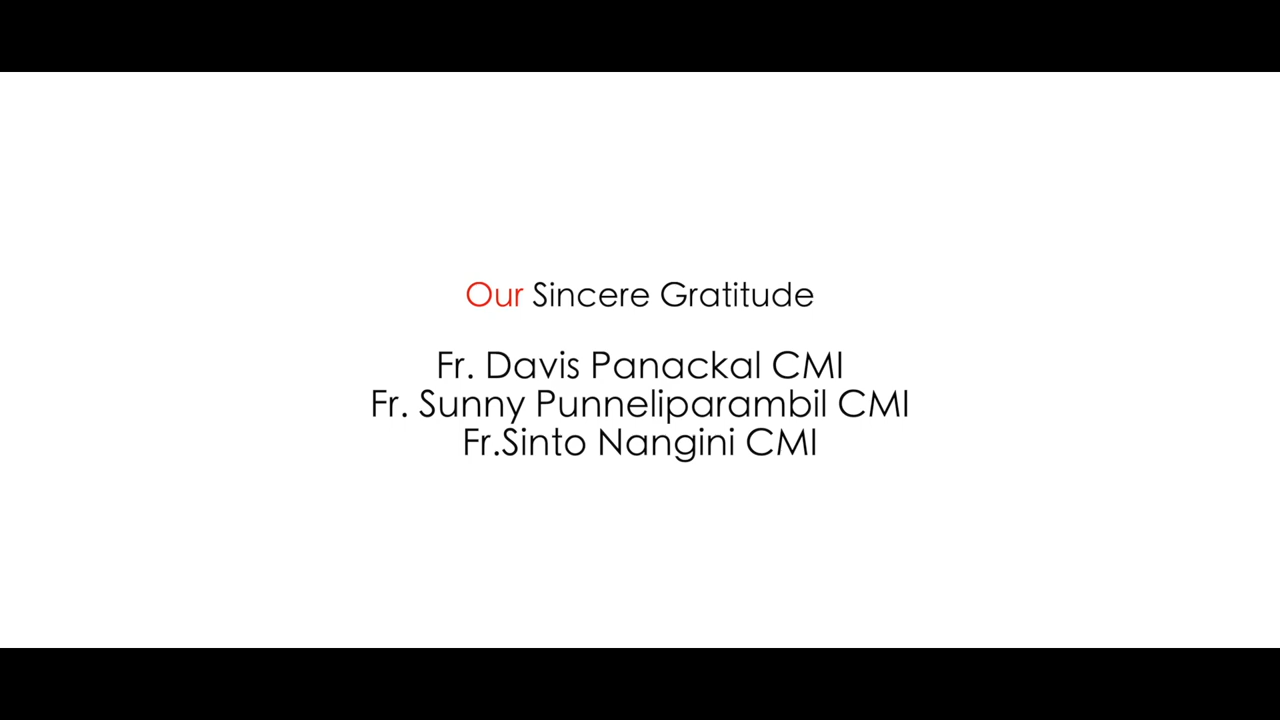 Our Sincere Gratitude
Fr. Davis Panackal CMI
Fr. Sunny Punneliparambil CMI
Fr.Sinto Nangini CMI